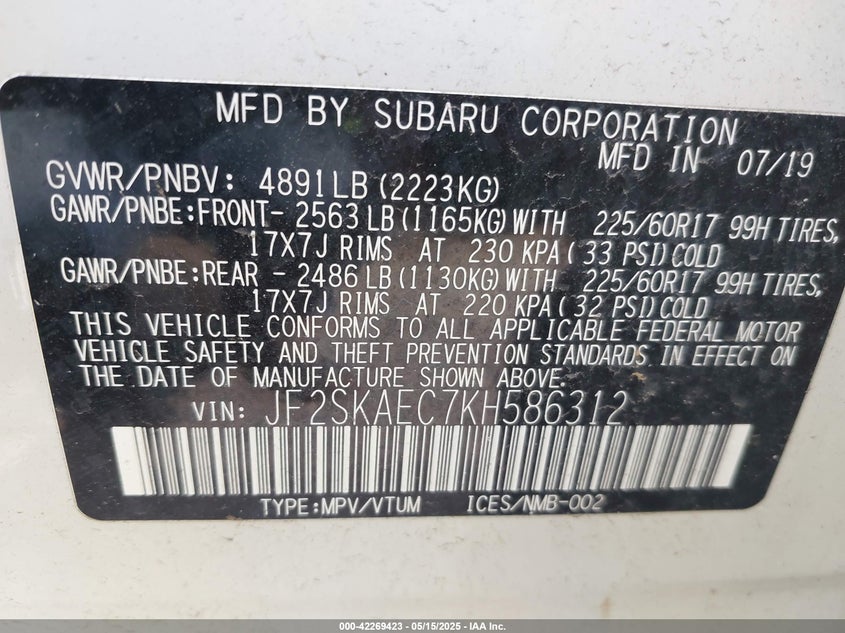 MFD BY SUBARU CORPORATION
MFD IN 07/19
GVWR/PNBV: 4891LB (2223KG)
GAWR/PNBE:FRONT- 2563 LB (1165KG) WITH 225/60R17 99H TIRES,
17X7J RIMS AT 230 KPA ( 33 PSI) COLD
GAWR/PNBE:REAR - 2486 LB (1130KG) WITH 225/60R17 99H TIRES,
17X7J RIMS AT 220 KPA ( 32 PSI) COLD
THIS VEHICLE CONFORMS TO ALL APPLICABLE FEDERAL MOTOR
VEHICLE SAFETY AND THEFT PREVENTION STANDARDS IN EFFECT ON
THE DATE OF MANUFACTURE SHOWN ABOVE.
VIN: JF2SKAEC7KH586312
TYPE:MPV/VTUM ICES/NMB-002
000-42269423 - 05/15/2025 - IAA Inc.